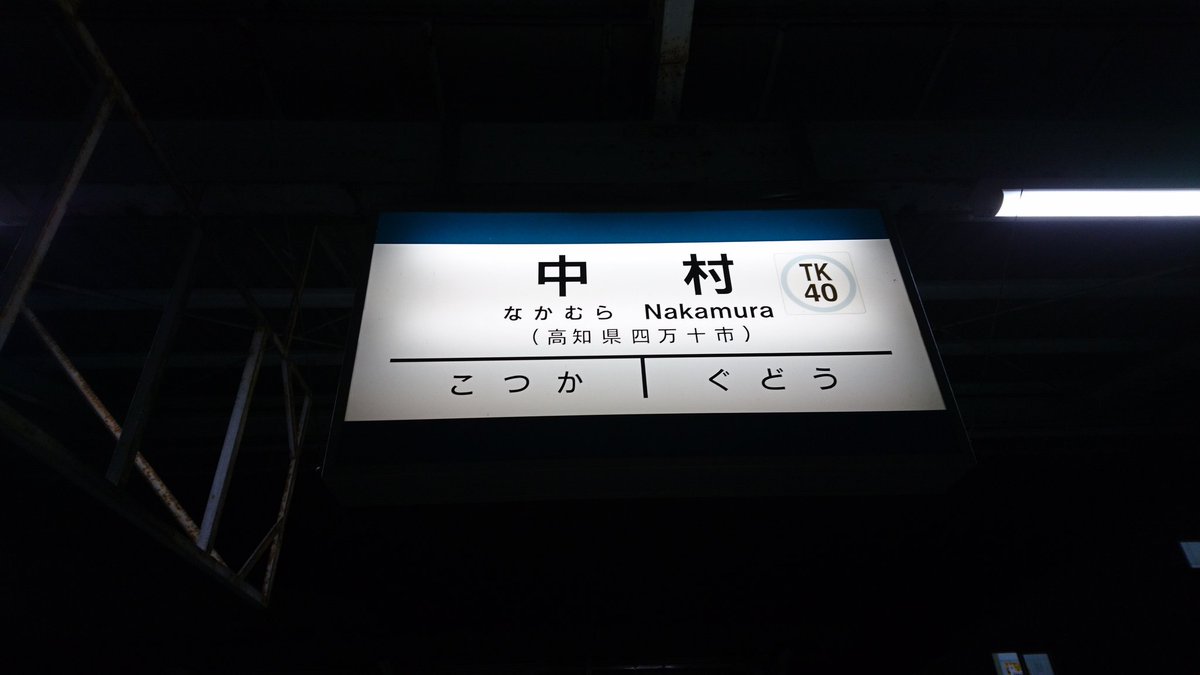 中村
TK
40
なかむら Nakamura
(高知県四万十市)
こつか ぐどう